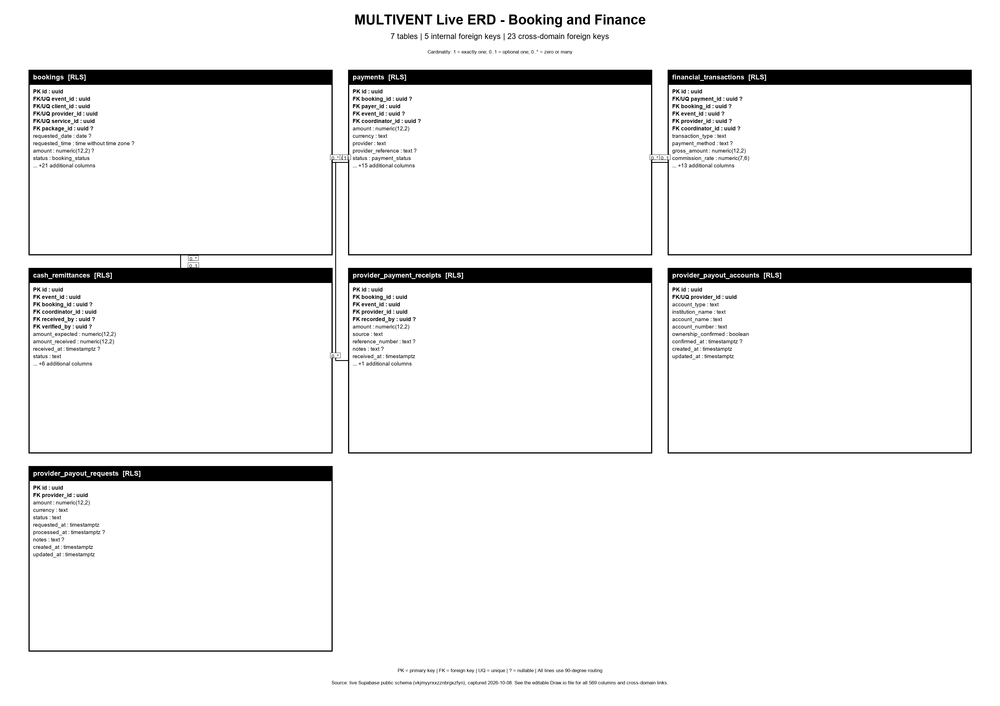 MULTIVENT Live ERD - Booking and Finance
7 tables | 5 internal foreign keys | 23 cross-domain foreign keys
Cardinality: 1 = exactly one; 0..1 = optional one; 0..* = zero or many
bookings [RLS]
PK id : uuid
FK/UQ event_id : uuid
FK/UQ client_id : uuid
FK/UQ provider_id : uuid
FK/UQ service_id : uuid
FK package_id : uuid ?
requested_date : date ?
requested_time : time without time zone ?
amount : numeric(12,2) ?
status : booking_status
... +21 additional columns
0..*
1
payments [RLS]
PK id : uuid
FK booking_id : uuid ?
FK payer_id : uuid
FK event_id : uuid ?
FK coordinator_id : uuid ?
amount : numeric(12,2)
currency : text
provider : text
provider_reference : text ?
status : payment_status
... +15 additional columns
0..*
0..1
financial_transactions [RLS]
PK id : uuid
FK/UQ payment_id : uuid ?
FK booking_id : uuid ?
FK event_id : uuid ?
FK provider_id : uuid ?
FK coordinator_id : uuid ?
transaction_type : text
payment_method : text ?
gross_amount : numeric(12,2)
commission_rate : numeric(7,6)
... +13 additional columns
0..*
0..1
cash_remittances [RLS]
PK id : uuid
FK event_id : uuid
FK booking_id : uuid ?
FK coordinator_id : uuid
FK received_by : uuid ?
FK verified_by : uuid ?
amount_expected : numeric(12,2)
amount_received : numeric(12,2)
received_at : timestamptz ?
status : text
... +6 additional columns
0..*
provider_payment_receipts [RLS]
PK id : uuid
FK booking_id : uuid
FK event_id : uuid
FK provider_id : uuid
FK recorded_by : uuid ?
amount : numeric(12,2)
source : text
reference_number : text ?
notes : text ?
received_at : timestamptz
... +1 additional columns
provider_payout_accounts [RLS]
PK id : uuid
FK/UQ provider_id : uuid
account_type : text
institution_name : text
account_name : text
account_number : text
ownership_confirmed : boolean
confirmed_at : timestamptz ?
created_at : timestamptz
updated_at : timestamptz
provider_payout_requests [RLS]
PK id : uuid
FK provider_id : uuid
amount : numeric(12,2)
currency : text
status : text
requested_at : timestamptz
processed_at : timestamptz ?
notes : text ?
created_at : timestamptz
updated_at : timestamptz
PK = primary key | FK = foreign key | UQ = unique | ? = nullable | All lines use 90-degree routing
Source: live Supabase public schema (vkjmyyrxxzznbrgxzfyn), captured 2026-10-08. See the editable Draw.io file for all 569 columns and cross-domain links.